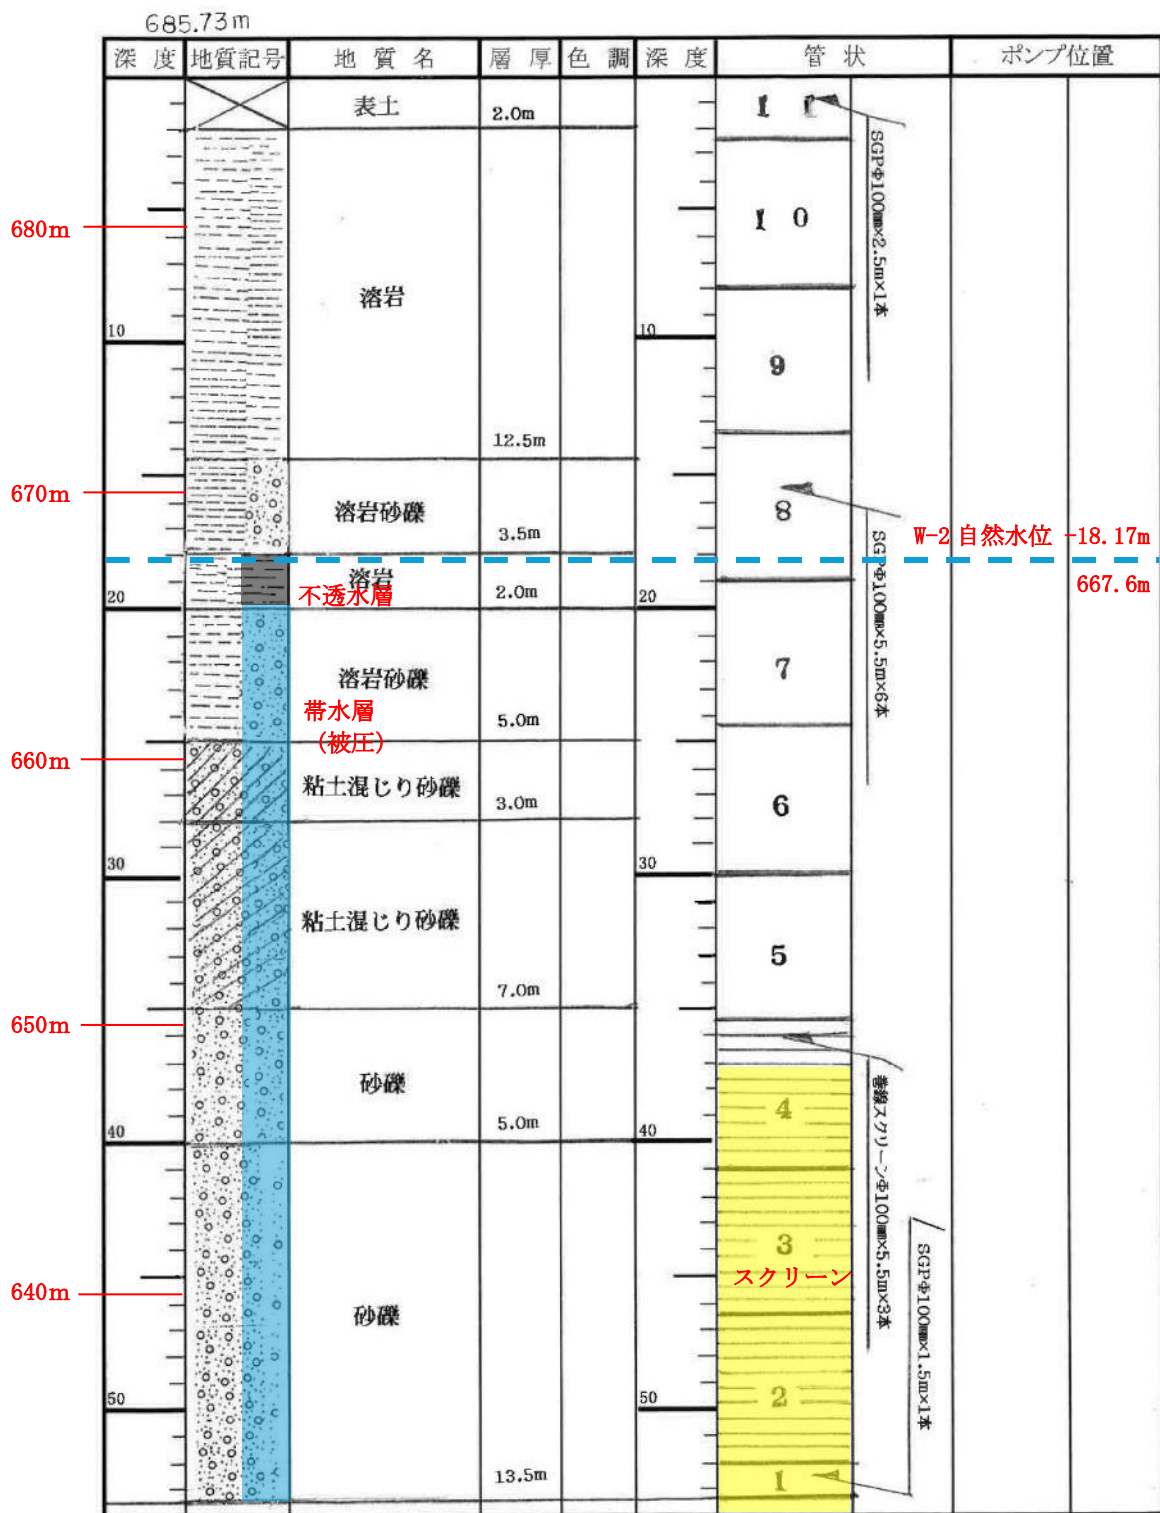 685.73m
深度 地質記号 地質名 層厚 色調 深度 管状 ポンプ位置
表土 2.0m
1 1
SGPΦ100mm×2.5m×1本
680m
1 0
溶岩
10 10
9
12.5m
670m
溶岩砂礫 3.5m
8
SGPΦ100mm×5.5m×6本
W-2 自然水位 -18.17m
667.6m
溶岩 2.0m
不透水層
20 20
溶岩砂礫 5.0m
7
帯水層
(被圧)
660m
粘土混じり砂礫 3.0m
6
30 30
粘土混じり砂礫 7.0m
5
650m
砂礫 5.0m
4
巻線スクリーンΦ100mm×5.5m×3本
40 40
3
スクリーン
SGPΦ100mm×1.5m×1本
640m
砂礫 13.5m
2
50 50
1